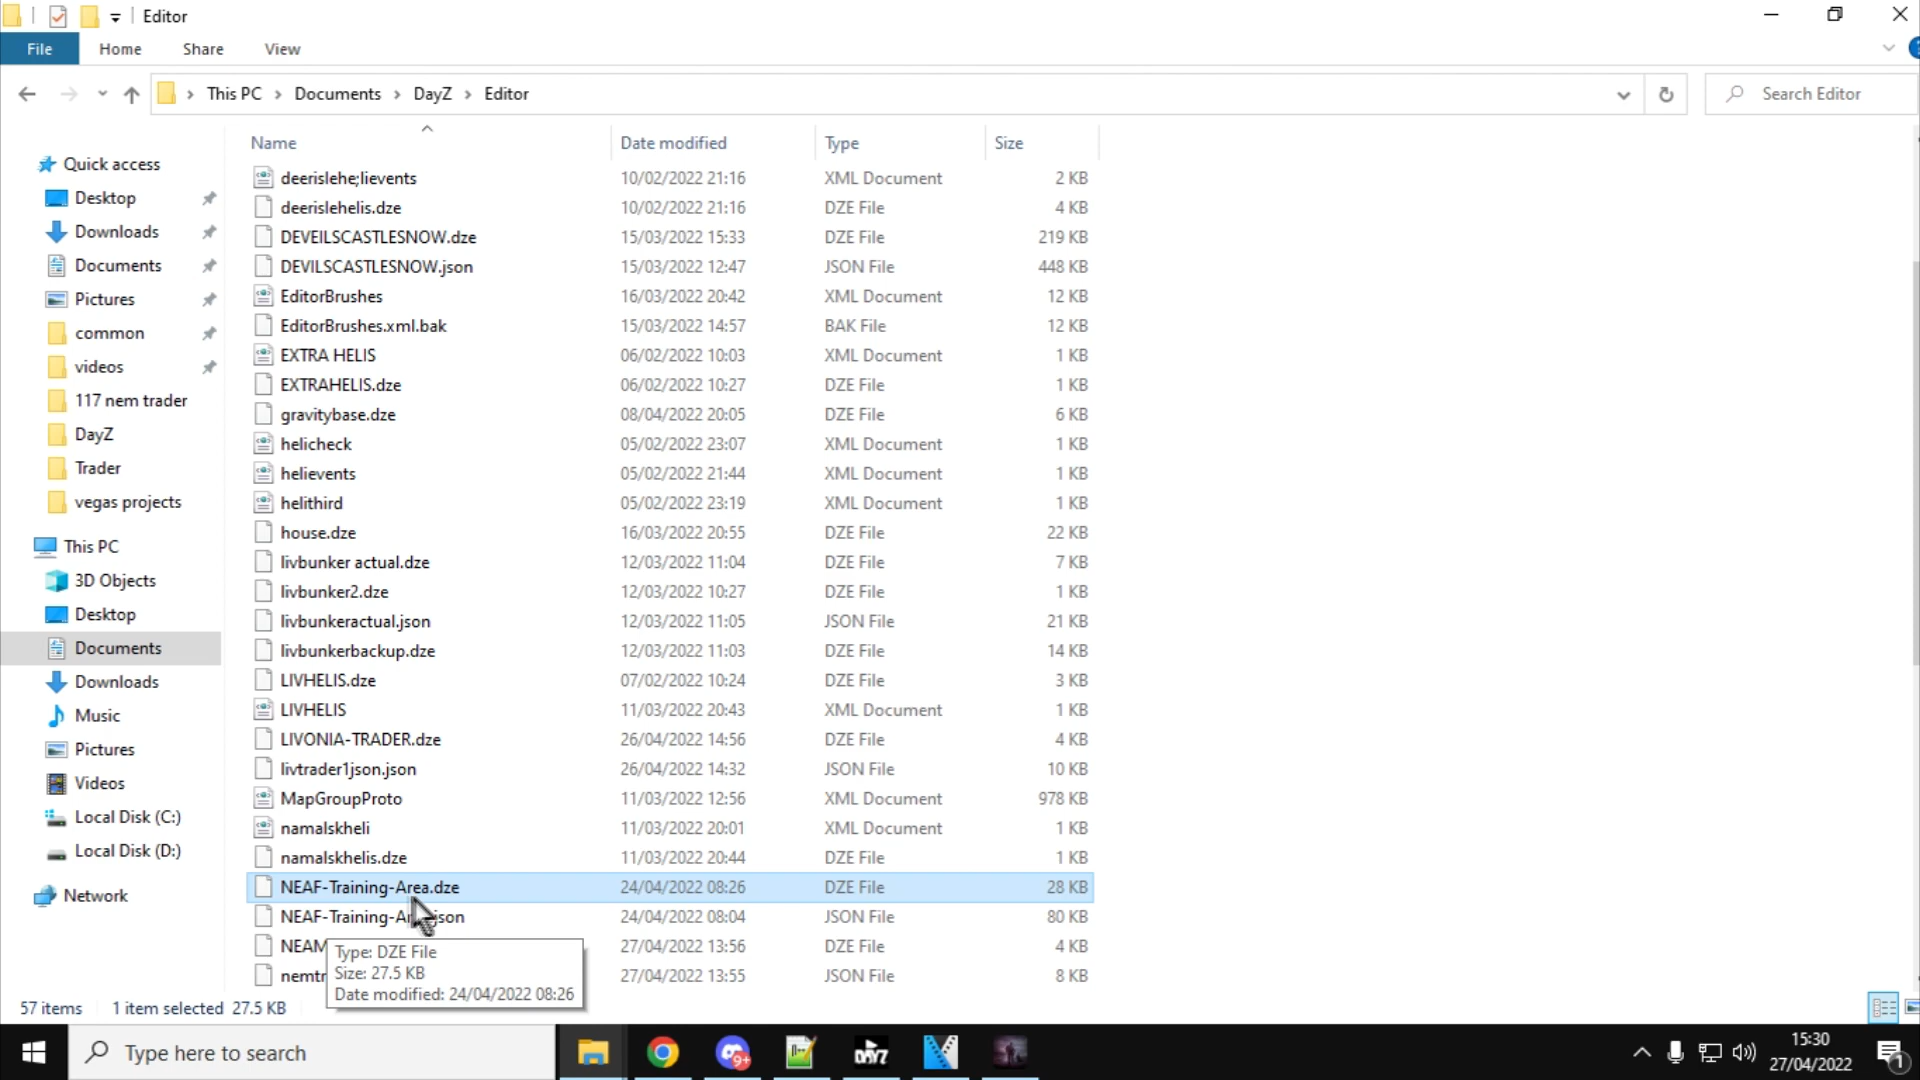 Editor
File Home Share View
This PC Documents DayZ Editor
Search Editor
Name Date modified Type Size
Quick access
Desktop
Downloads
Documents
Pictures
common
videos
117 nem trader
DayZ
Trader
vegas projects
This PC
3D Objects
Desktop
Documents
Downloads
Music
Pictures
Videos
Local Disk (C:)
Local Disk (D:)
Network
deerislehe;lievents 10/02/2022 21:16 XML Document 2 KB
deerislehelis.dze 10/02/2022 21:16 DZE File 4 KB
DEVEILSCASTLESNOW.dze 15/03/2022 15:33 DZE File 219 KB
DEVILSCASTLESNOW.json 15/03/2022 12:47 JSON File 448 KB
EditorBrushes 16/03/2022 20:42 XML Document 12 KB
EditorBrushes.xml.bak 15/03/2022 14:57 BAK File 12 KB
EXTRA HELIS 06/02/2022 10:03 XML Document 1 KB
EXTRAHELIS.dze 06/02/2022 10:27 DZE File 1 KB
gravitybase.dze 08/04/2022 20:05 DZE File 6 KB
helicheck 05/02/2022 23:07 XML Document 1 KB
helievents 05/02/2022 21:44 XML Document 1 KB
helithird 05/02/2022 23:19 XML Document 1 KB
house.dze 16/03/2022 20:55 DZE File 22 KB
livbunker actual.dze 12/03/2022 11:04 DZE File 7 KB
livbunker2.dze 12/03/2022 10:27 DZE File 1 KB
livbunkeractual.json 12/03/2022 11:05 JSON File 21 KB
livbunkerbackup.dze 12/03/2022 11:03 DZE File 14 KB
LIVHELIS.dze 07/02/2022 10:24 DZE File 3 KB
LIVHELIS 11/03/2022 20:43 XML Document 1 KB
LIVONIA-TRADER.dze 26/04/2022 14:56 DZE File 4 KB
livtrader1json.json 26/04/2022 14:32 JSON File 10 KB
MapGroupProto 11/03/2022 12:56 XML Document 978 KB
namalskheli 11/03/2022 20:01 XML Document 1 KB
namalskhelis.dze 11/03/2022 20:44 DZE File 1 KB
NEAF-Training-Area.dze 24/04/2022 08:26 DZE File 28 KB
NEAF-Training-Ar json 24/04/2022 08:04 JSON File 80 KB
NEAM 27/04/2022 13:56 DZE File 4 KB
nemtr 27/04/2022 13:55 JSON File 8 KB
Type: DZE File
Size: 27.5 KB
Date modified: 24/04/2022 08:26
57 items 1 item selected 27.5 KB
Type here to search
9+
DAYZ
15:30
27/04/2022
1